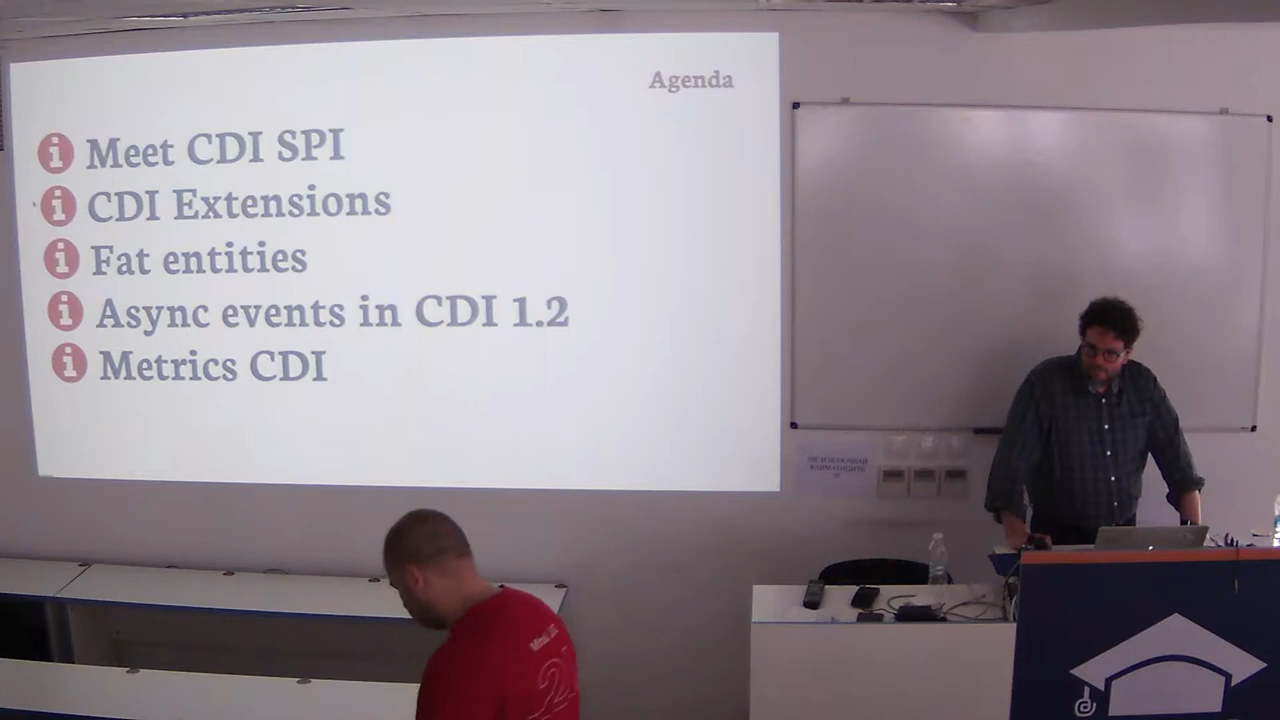 Agenda
Meet CDI SPI
CDI Extensions
Fat entities
Async events in CDI 1.2
Metrics CDI